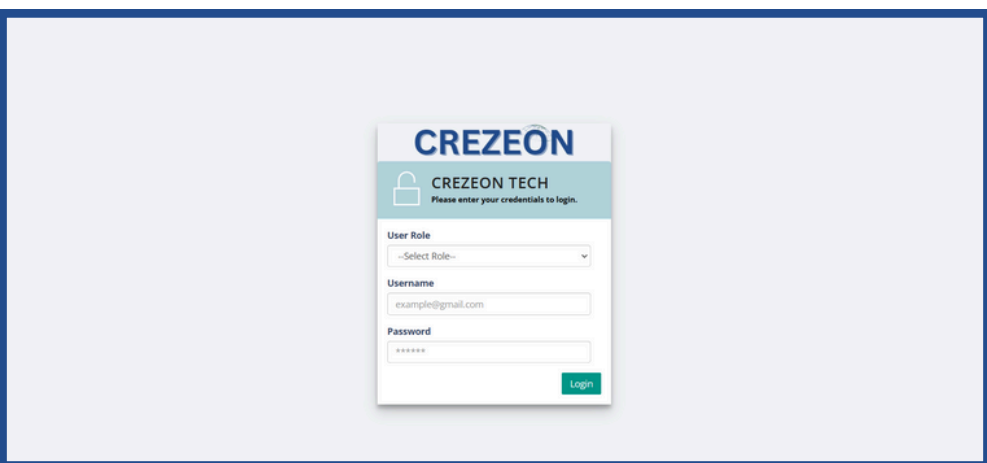 CREZEON
CREZEON TECH
Please enter your credentials to login.
User Role
--Select Role--
Username
example@gmail.com
Password
******
Login